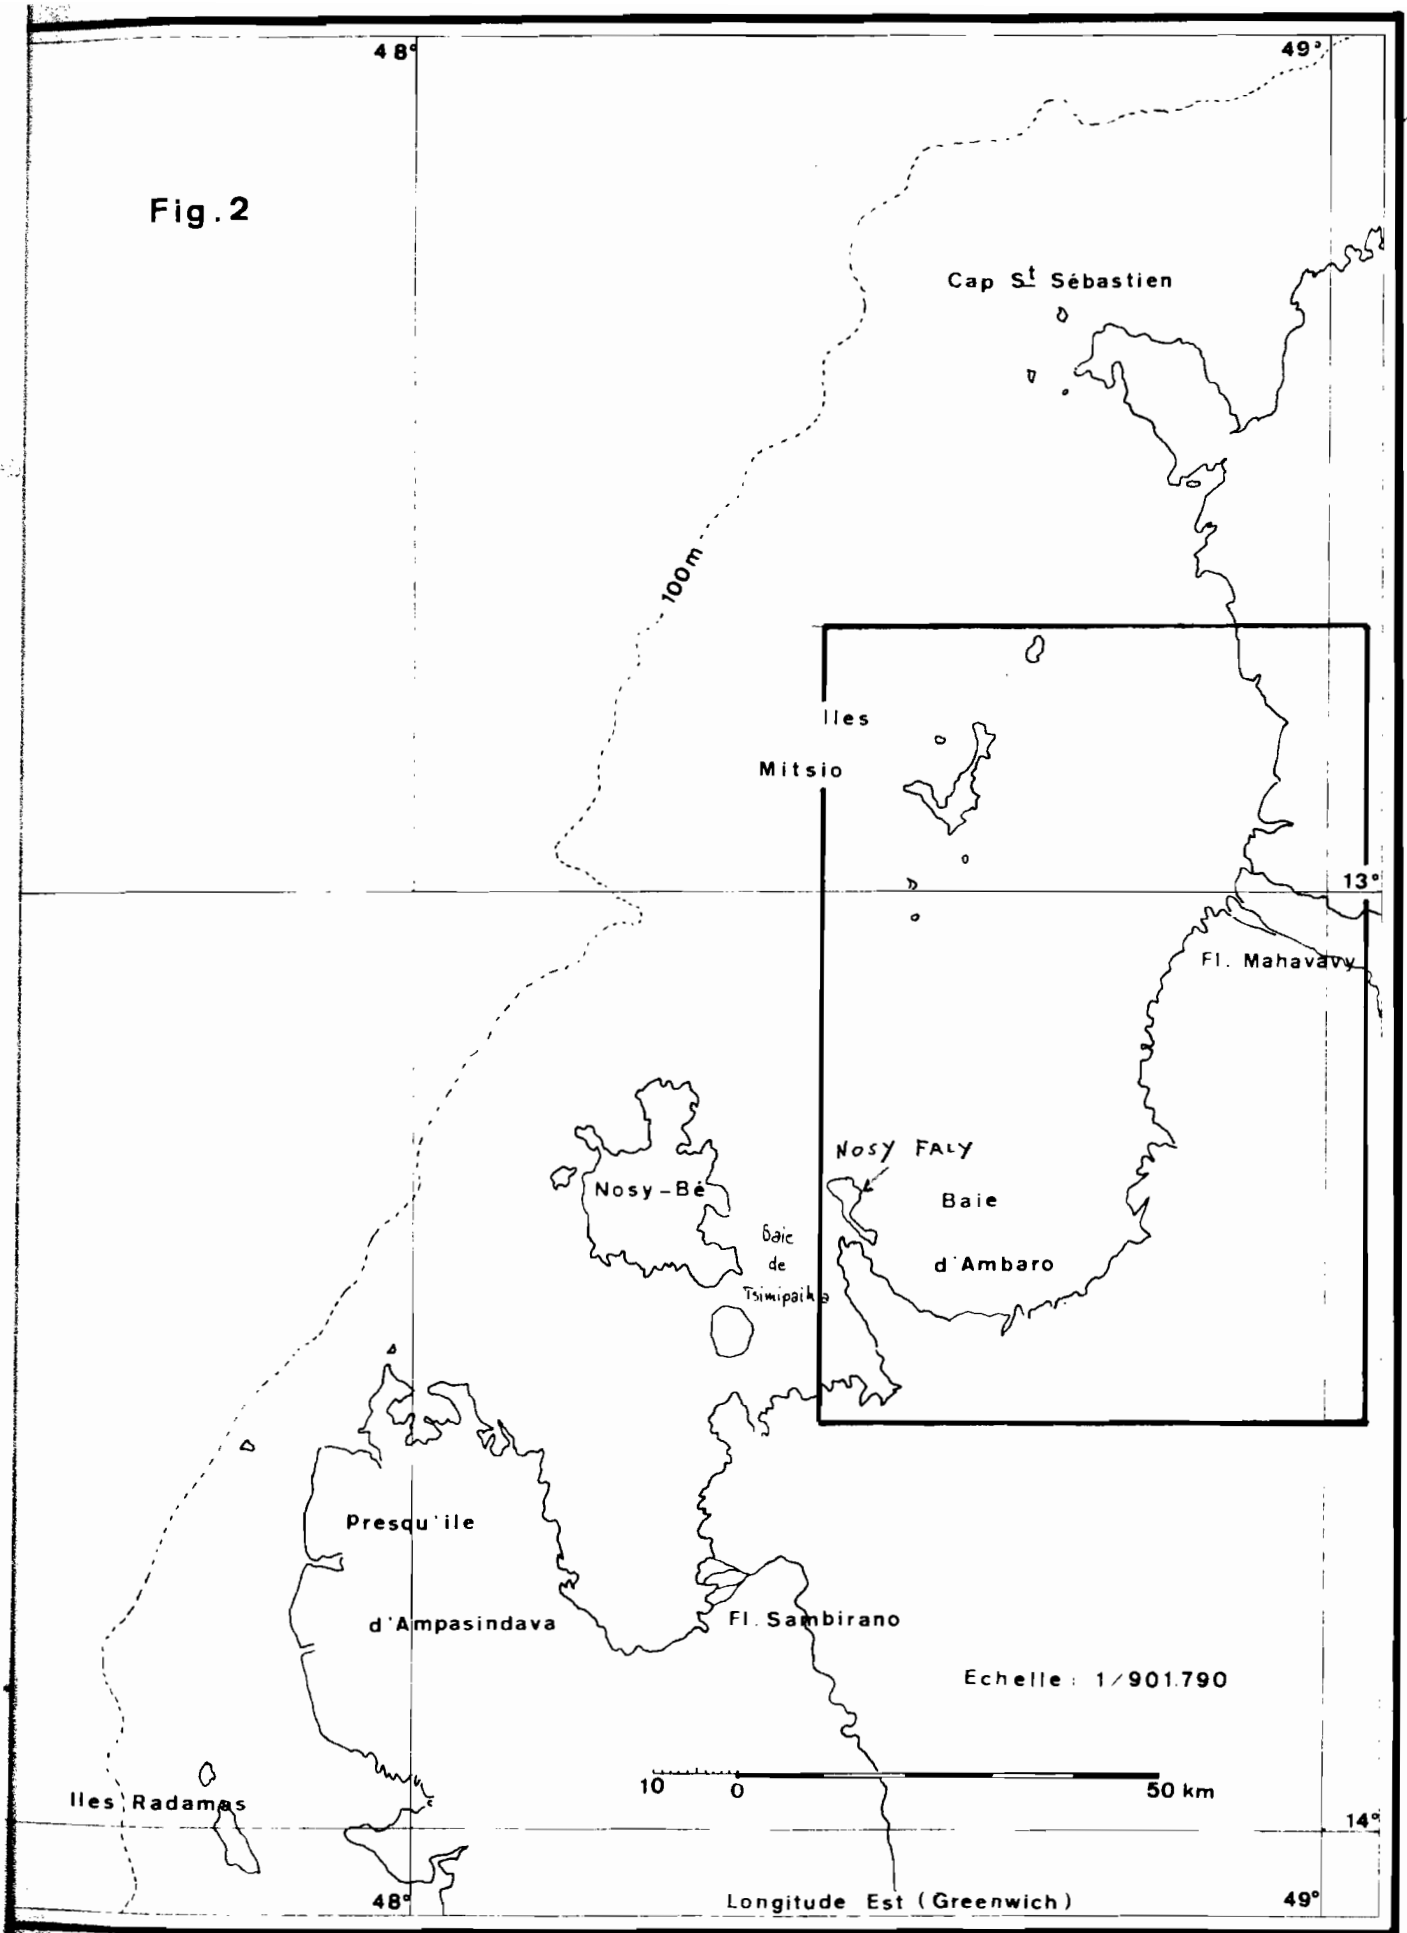 48°
49°
Fig. 2
Cap St Sébastien
100m
Iles
Mitsio
13°
Fl. Mahavavy
NOSY FALY
Nosy-Bé
Baie
d'Ambaro
baie
de
Tsimipaika
Presqu'ile
d'Ampasindava
Fl. Sambirano
Echelle : 1/901.790
10 0 50 km
Iles Radamas
14°
48°
Longitude Est (Greenwich)
49°